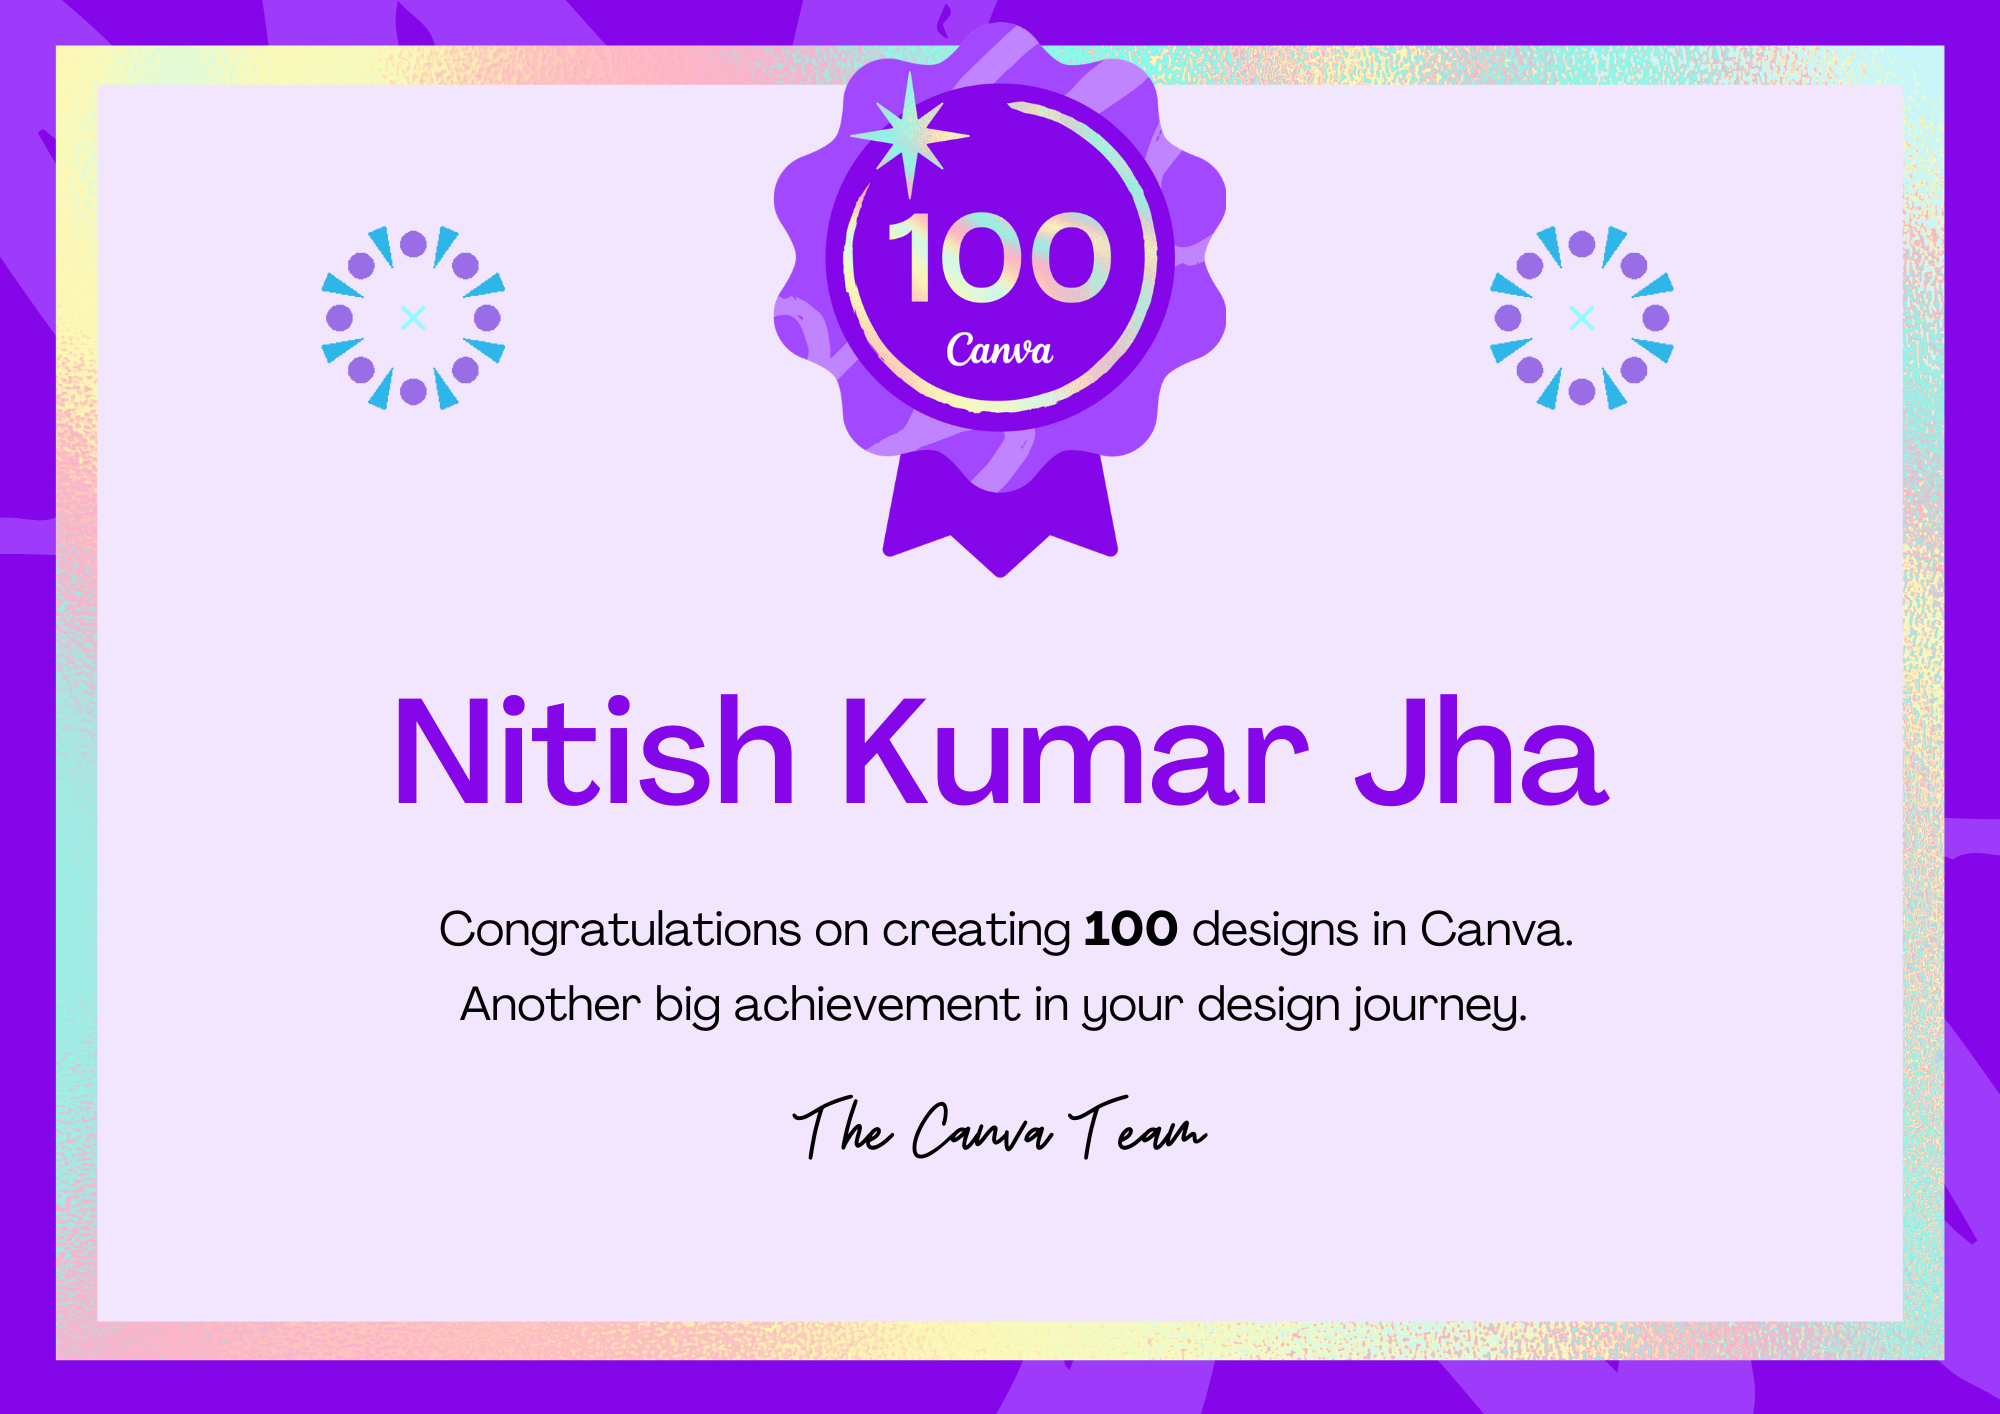 100
Canva
Nitish Kumar Jha
Congratulations on creating 100 designs in Canva.
Another big achievement in your design journey.
The Canva Team